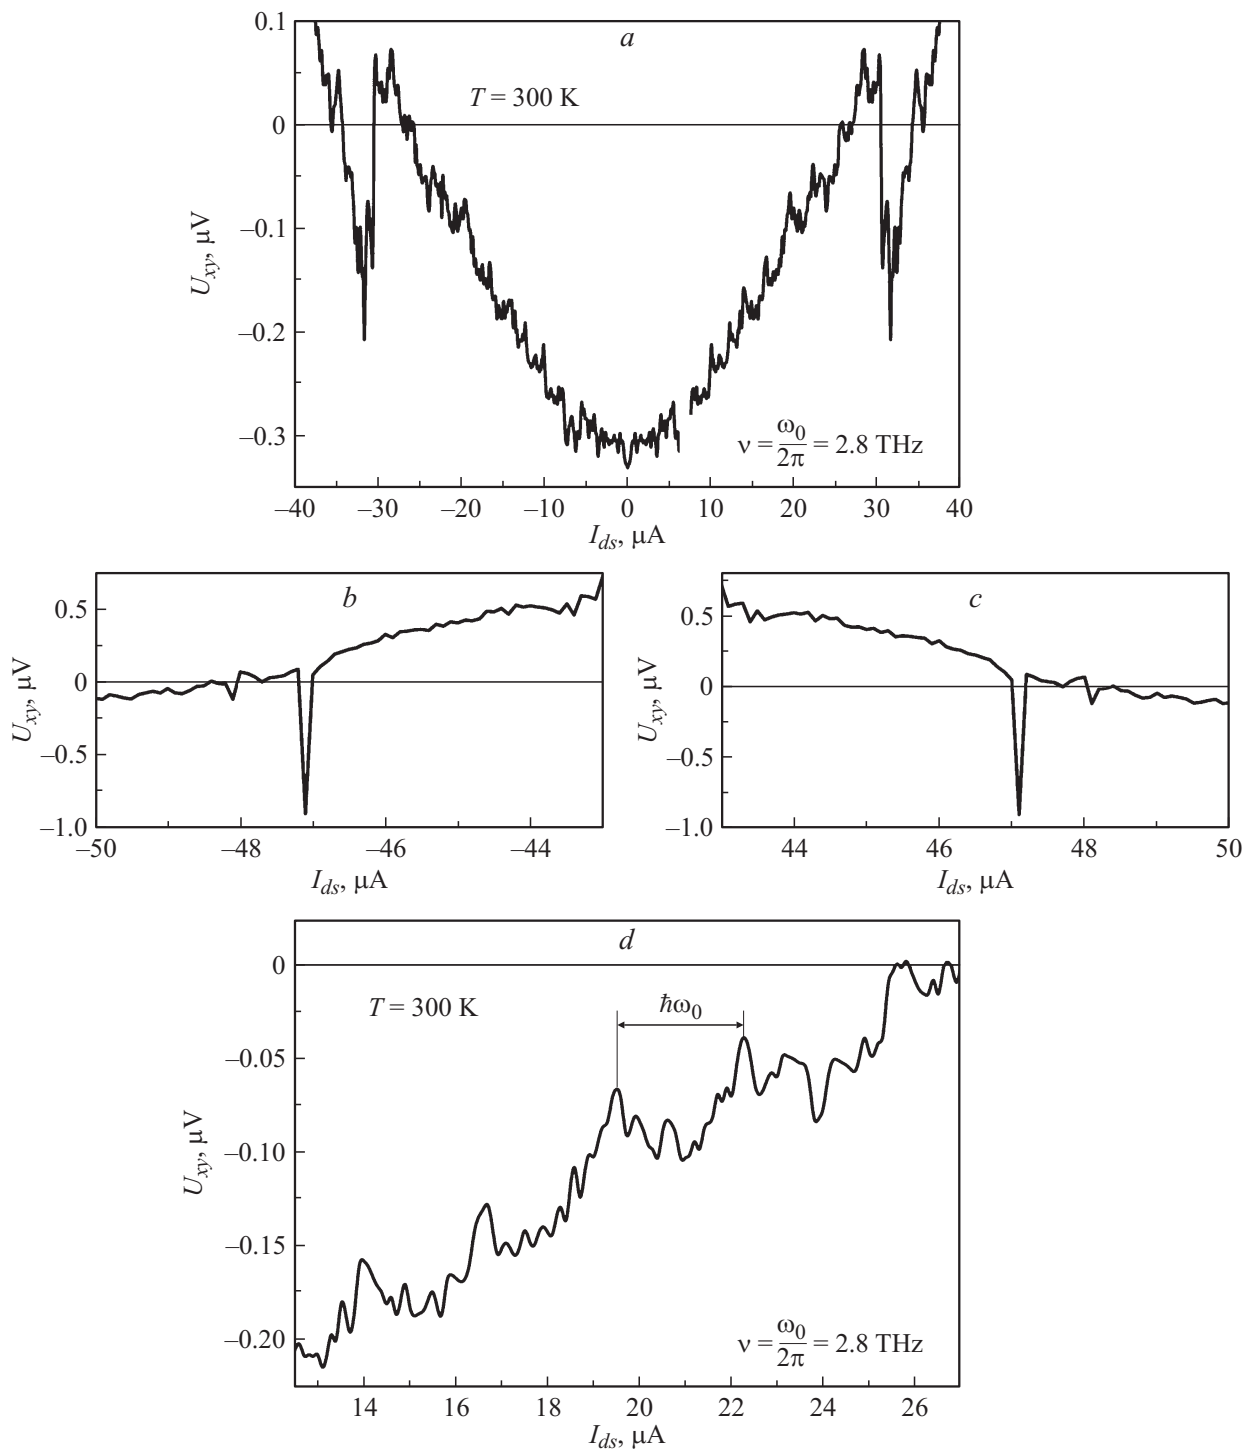 a
0.1
0
–0.1
–0.2
–0.3
U_xy, μV
T = 300 K
ν = ω₀/2π = 2.8 THz
–40 –30 –20 –10 0 10 20 30 40
I_ds, μA
b
0.5
0
–0.5
–1.0
U_xy, μV
–50 –48 –46 –44
I_ds, μA
c
0.5
0
–0.5
–1.0
U_xy, μV
44 46 48 50
I_ds, μA
d
0
–0.05
–0.10
–0.15
–0.20
U_xy, μV
T = 300 K
ħω₀
ν = ω₀/2π = 2.8 THz
14 16 18 20 22 24 26
I_ds, μA